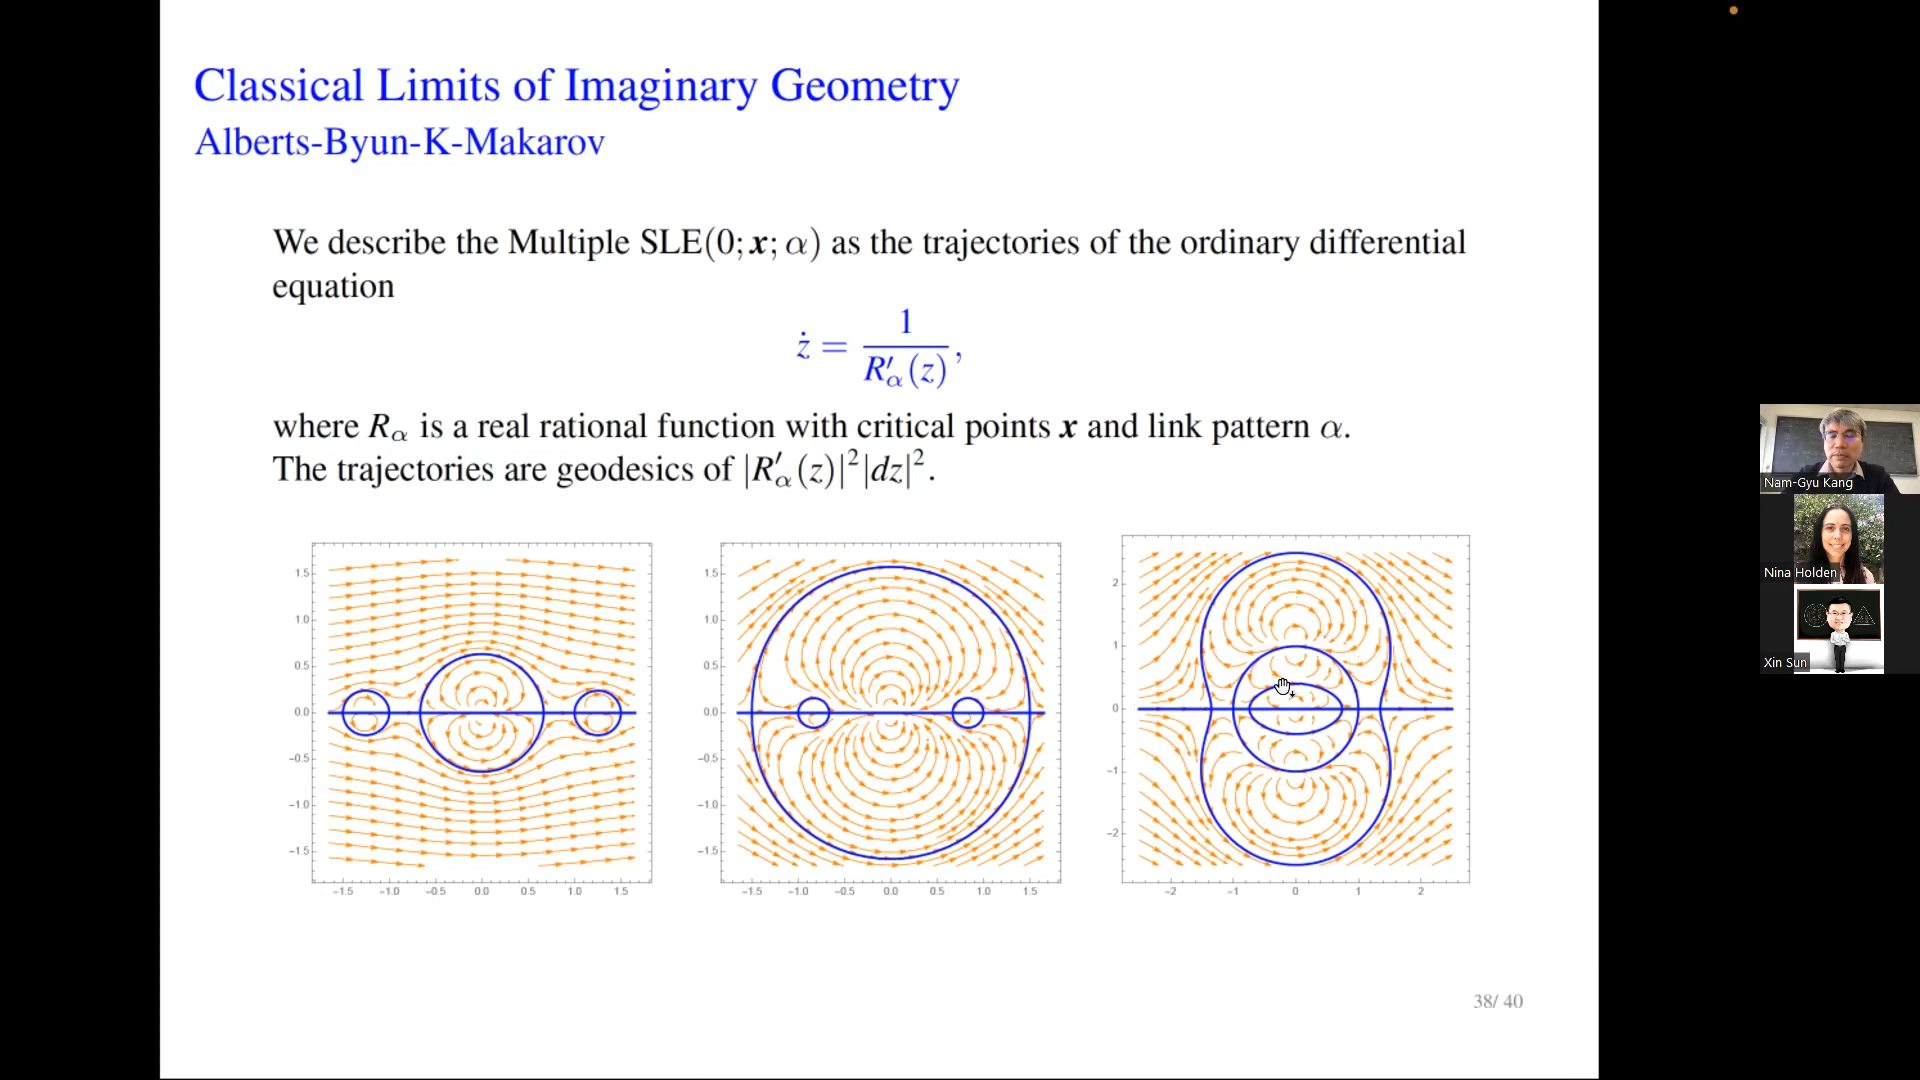 Classical Limits of Imaginary Geometry
Alberts-Byun-K-Makarov
We describe the Multiple SLE(0; x; α) as the trajectories of the ordinary differential
equation
ż = 1/R′α(z),
where Rα is a real rational function with critical points x and link pattern α.
The trajectories are geodesics of |R′α(z)|²|dz|².
1.5
1.0
0.5
0.0
−0.5
−1.0
−1.5
−1.5 −1.0 −0.5 0.0 0.5 1.0 1.5
1.5
1.0
0.5
0.0
−0.5
−1.0
−1.5
−1.5 −1.0 −0.5 0.0 0.5 1.0 1.5
2
1
0
−1
−2
−2 −1 0 1 2
38/ 40
Nam-Gyu Kang
Nina Holden
Xin Sun